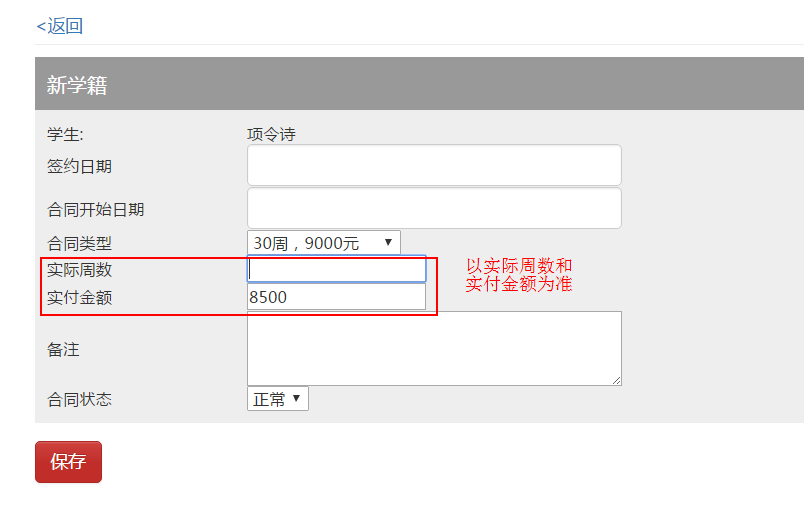 <返回
新学籍
学生: 项令诗
签约日期
合同开始日期
合同类型 30周，9000元
实际周数
以实际周数和
实付金额为准
实付金额 8500
备注
合同状态 正常
保存